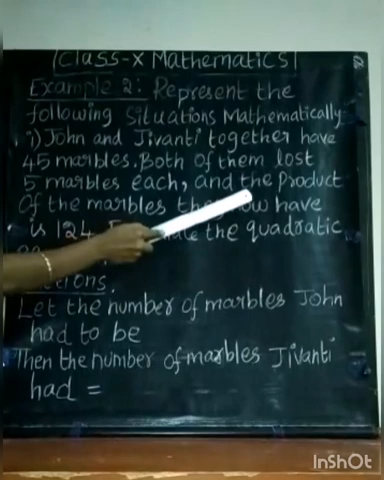 Class-X Mathematics
Example 2: Represent the
following Situations Mathematically:
i) John and Jivanti together have
45 marbles. Both of them lost
5 marbles each, and the Product
Of the marbles have
is 124. the quadratic
Let the number of marbles John
had to be
Then the number of marbles Jivanti
had =
InShOt